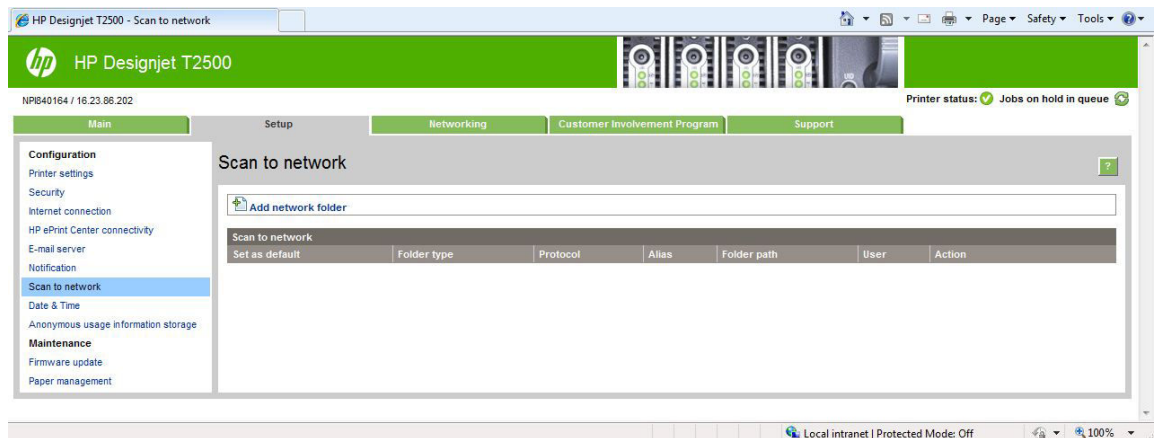 HP Designjet T2500 - Scan to network
Page Safety Tools
hp HP Designjet T2500
UID
NPI840164 / 16.23.86.202
Printer status: Jobs on hold in queue
Main Setup Networking Customer Involvement Program Support
Configuration
Printer settings
Security
Internet connection
HP ePrint Center connectivity
E-mail server
Notification
Scan to network
Date & Time
Anonymous usage information storage
Maintenance
Firmware update
Paper management
Scan to network
?
Add network folder
Scan to network
Set as default Folder type Protocol Alias Folder path User Action
Local intranet | Protected Mode: Off 100%